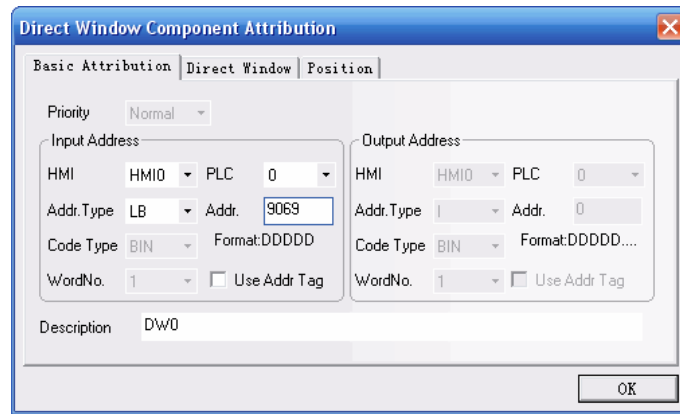 Direct Window Component Attribution
Basic Attribution Direct Window Position
Priority Normal
Input Address Output Address
HMI HMI0 PLC 0 HMI HMI0 PLC 0
Addr.Type LB Addr. 9069 Addr.Type I Addr. 0
Code Type BIN Format:DDDDD Code Type BIN Format:DDDDD....
WordNo. 1 Use Addr Tag WordNo. 1 Use Addr Tag
Description DW0
OK